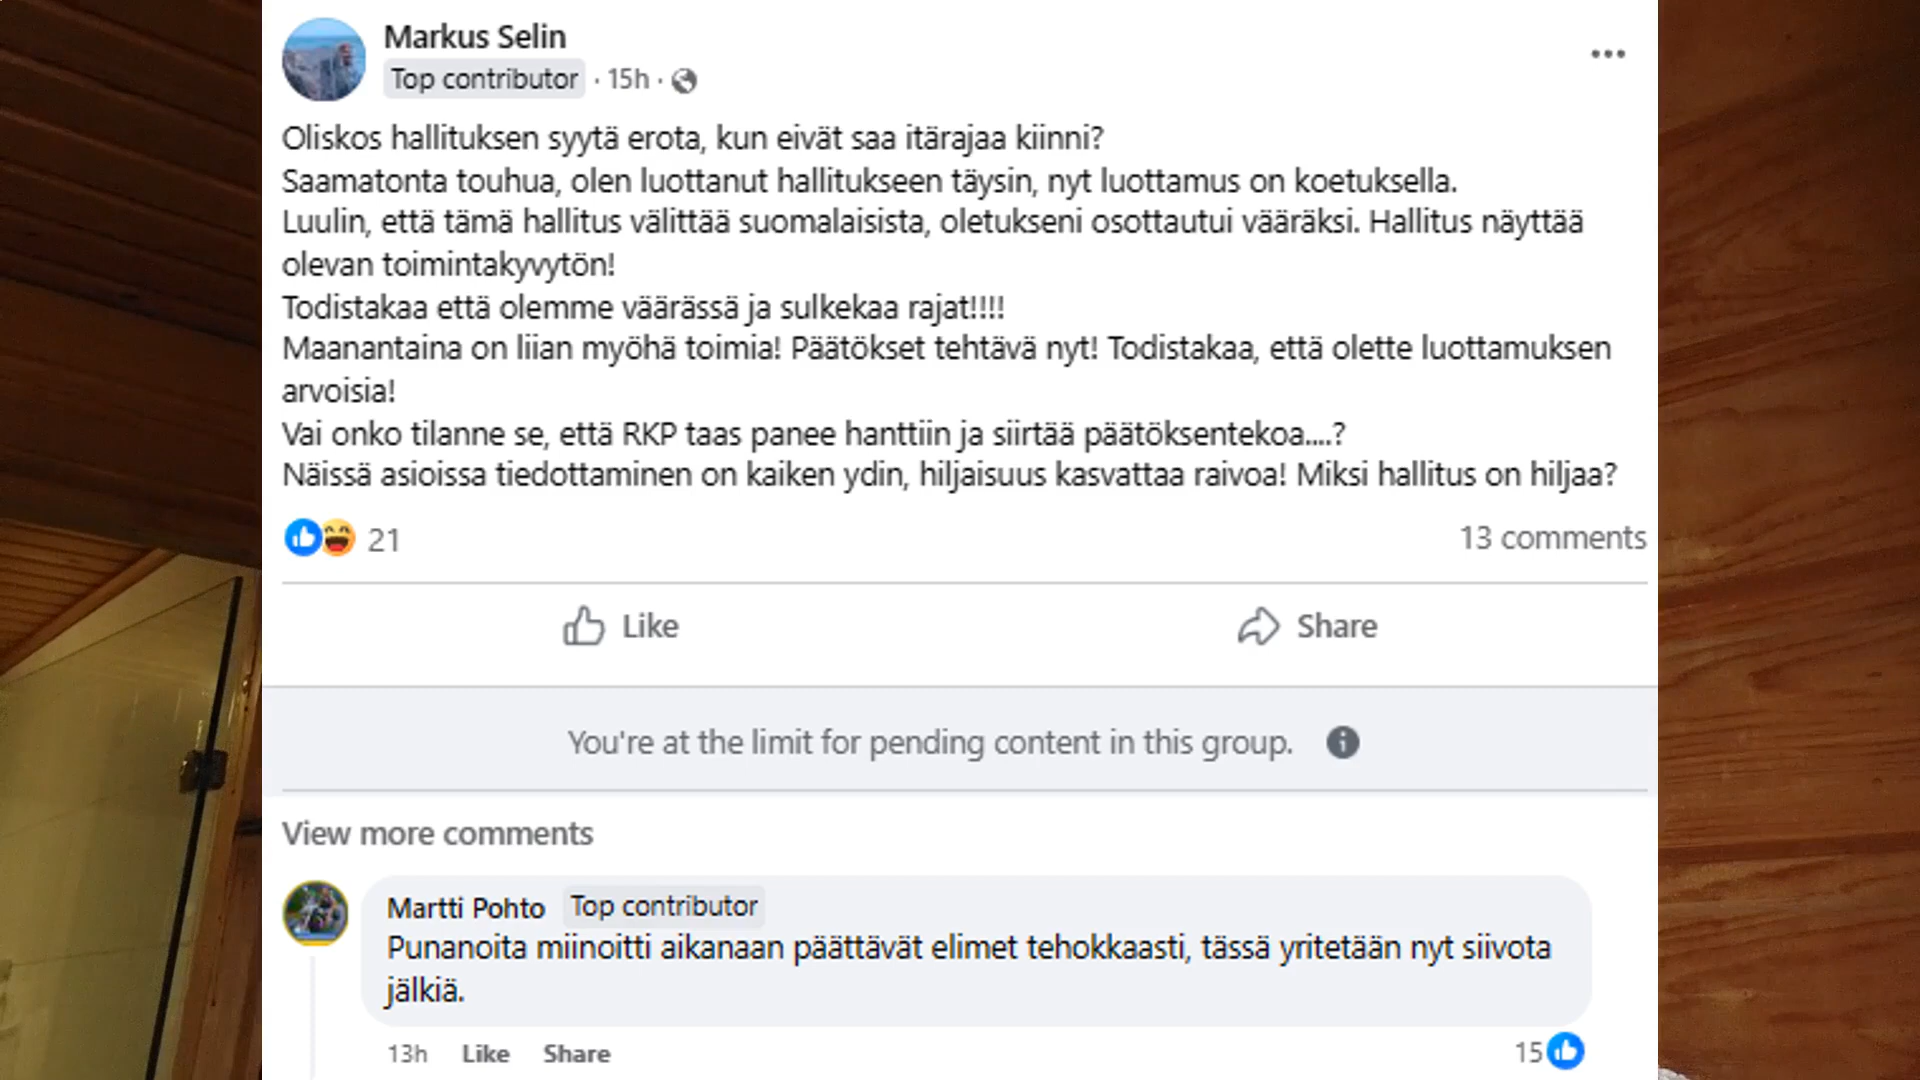 Markus Selin
Top contributor · 15h ·
Oliskos hallituksen syytä erota, kun eivät saa itärajaa kiinni?
Saamatonta touhua, olen luottanut hallitukseen täysin, nyt luottamus on koetuksella.
Luulin, että tämä hallitus välittää suomalaisista, oletukseni osottautui vääräksi. Hallitus näyttää
olevan toimintakyvytön!
Todistakaa että olemme väärässä ja sulkekaa rajat!!!!
Maanantaina on liian myöhä toimia! Päätökset tehtävä nyt! Todistakaa, että olette luottamuksen
arvoisia!
Vai onko tilanne se, että RKP taas panee hanttiin ja siirtää päätöksentekoa....?
Näissä asioissa tiedottaminen on kaiken ydin, hiljaisuus kasvattaa raivoa! Miksi hallitus on hiljaa?
21
13 comments
Like
Share
You're at the limit for pending content in this group.
View more comments
Martti Pohto Top contributor
Punanoita miinoitti aikanaan päättävät elimet tehokkaasti, tässä yritetään nyt siivota
jälkiä.
13h Like Share
15